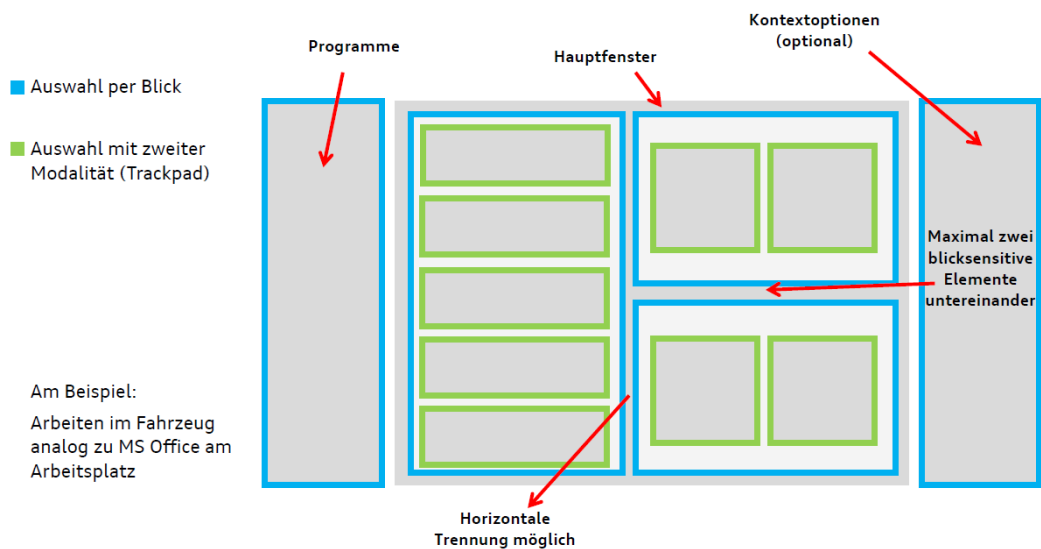 Programme
Hauptfenster
Kontextoptionen
(optional)
Auswahl per Blick
Auswahl mit zweiter
Modalität (Trackpad)
Maximal zwei
blicksensitive
Elemente
untereinander
Am Beispiel:
Arbeiten im Fahrzeug
analog zu MS Office am
Arbeitsplatz
Horizontale
Trennung möglich